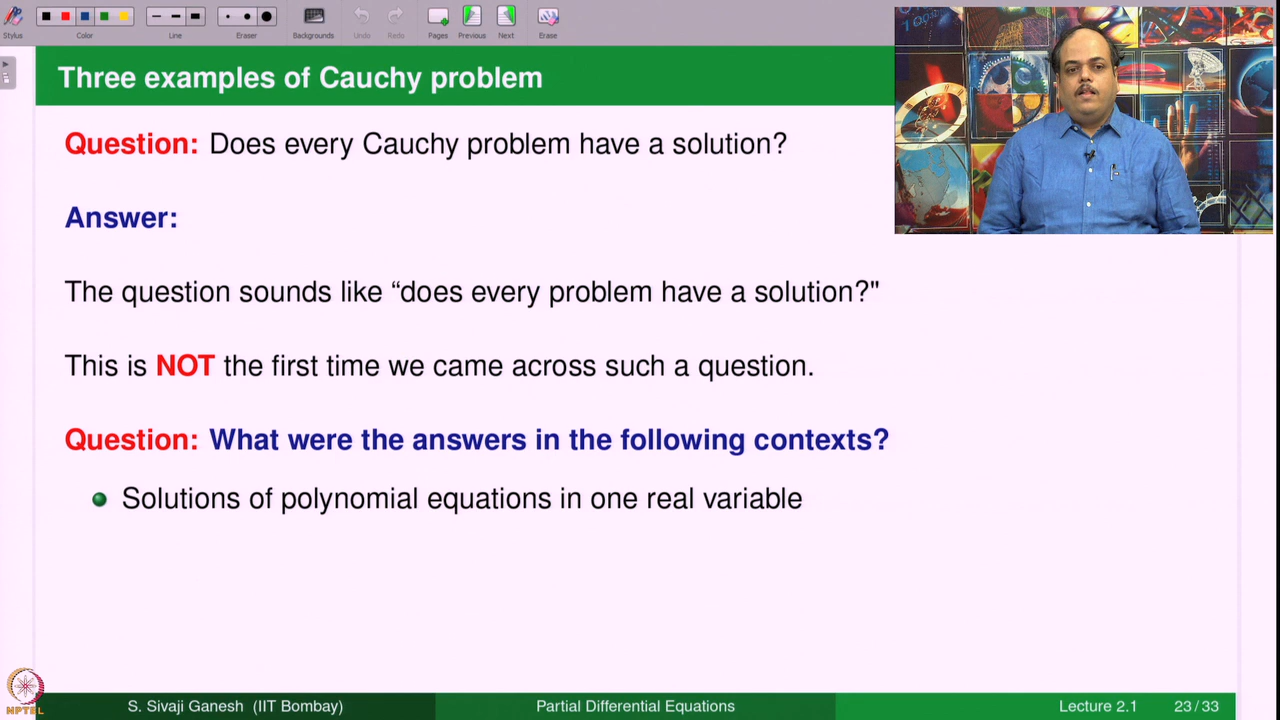 Stylus
Color
Line
Eraser
Backgrounds
Undo
Redo
Pages
Previous
Next
Erase
Three examples of Cauchy problem
Question: Does every Cauchy problem have a solution?
Answer:
The question sounds like “does every problem have a solution?"
This is NOT the first time we came across such a question.
Question: What were the answers in the following contexts?
Solutions of polynomial equations in one real variable
NPTEL
S. Sivaji Ganesh (IIT Bombay)
Partial Differential Equations
Lecture 2.1
23/33